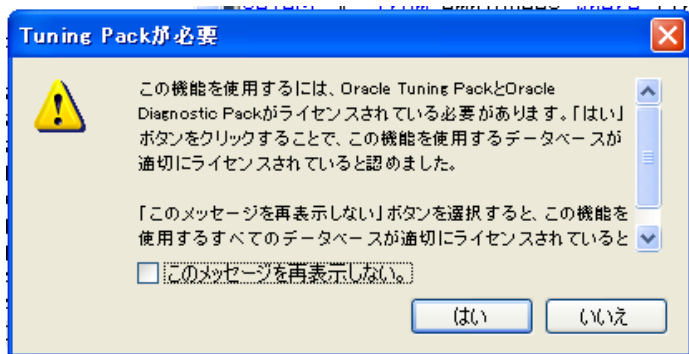 Tuning Packが必要
この機能を使用するには、Oracle Tuning PackとOracle
Diagnostic Packがライセンスされている必要があります。「はい」
ボタンをクリックすることで、この機能を使用するデータベースが
適切にライセンスされていると認めました。
「このメッセージを再表示しない」ボタンを選択すると、この機能を
使用するすべてのデータベースが適切にライセンスされていると
このメッセージを再表示しない。
はい
いいえ